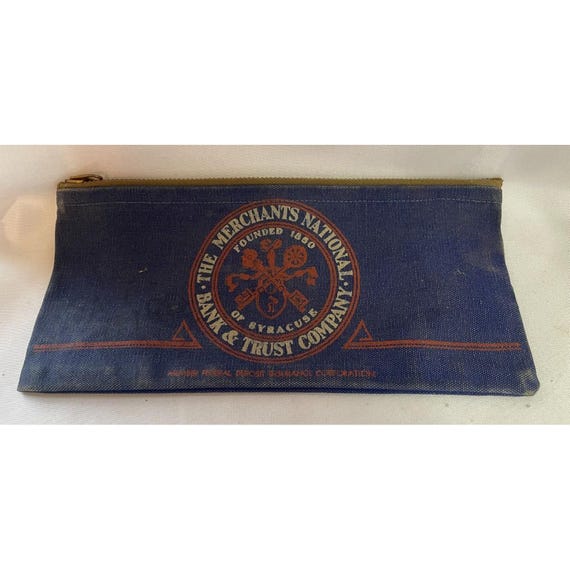 · THE MERCHANTS NATIONAL ·
BANK & TRUST COMPANY
FOUNDED 1850
OF SYRACUSE
MEMBER FEDERAL DEPOSIT INSURANCE CORPORATION